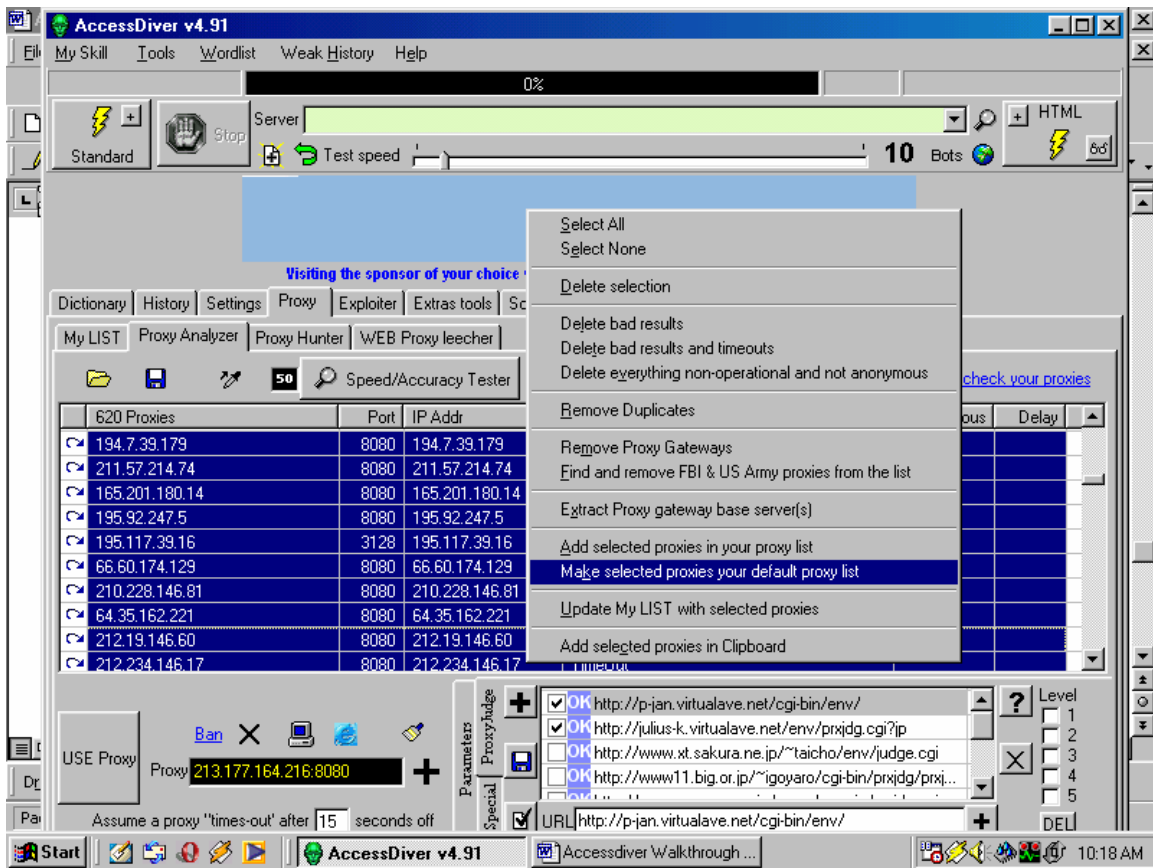 AccessDiver v4.91
My Skill Tools Wordlist Weak History Help
0%
Standard
Stop
Server
HTML
Test speed
10 Bots
Visiting the sponsor of your choice
Dictionary History Settings Proxy Exploiter Extras tools
My LIST Proxy Analyzer Proxy Hunter WEB Proxy leecher
50 Speed/Accuracy Tester
check your proxies
620 Proxies Port IP Addr Delay
194.7.39.179 8080 194.7.39.179
211.57.214.74 8080 211.57.214.74
165.201.180.14 8080 165.201.180.14
195.92.247.5 8080 195.92.247.5
195.117.39.16 3128 195.117.39.16
66.60.174.129 8080 66.60.174.129
210.228.146.81 8080 210.228.146.81
64.35.162.221 8080 64.35.162.221
212.19.146.60 8080 212.19.146.60
212.234.146.17 8080 212.234.146.17 TimeOut
Select All
Select None
Delete selection
Delete bad results
Delete bad results and timeouts
Delete everything non-operational and not anonymous
Remove Duplicates
Remove Proxy Gateways
Find and remove FBI & US Army proxies from the list
Extract Proxy gateway base server(s)
Add selected proxies in your proxy list
Make selected proxies your default proxy list
Update My LIST with selected proxies
Add selected proxies in Clipboard
USE Proxy
Ban
Proxy 213.177.164.216:8080
Assume a proxy "times-out' after 15 seconds off
Parameters
ProxyJudge
Special
OK http://p-jan.virtualave.net/cgi-bin/env/
OK http://julius-k.virtualave.net/env/prxjdg.cgi?jp
OK http://www.xt.sakura.ne.jp/~taicho/env/judge.cgi
OK http://www11.big.or.jp/~igoyaro/cgi-bin/prxjdg/prxj...
URL http://p-jan.virtualave.net/cgi-bin/env/
Level
1
2
3
4
5
DEL
Start
AccessDiver v4.91
Accessdiver Walkthrough ...
10:18 AM